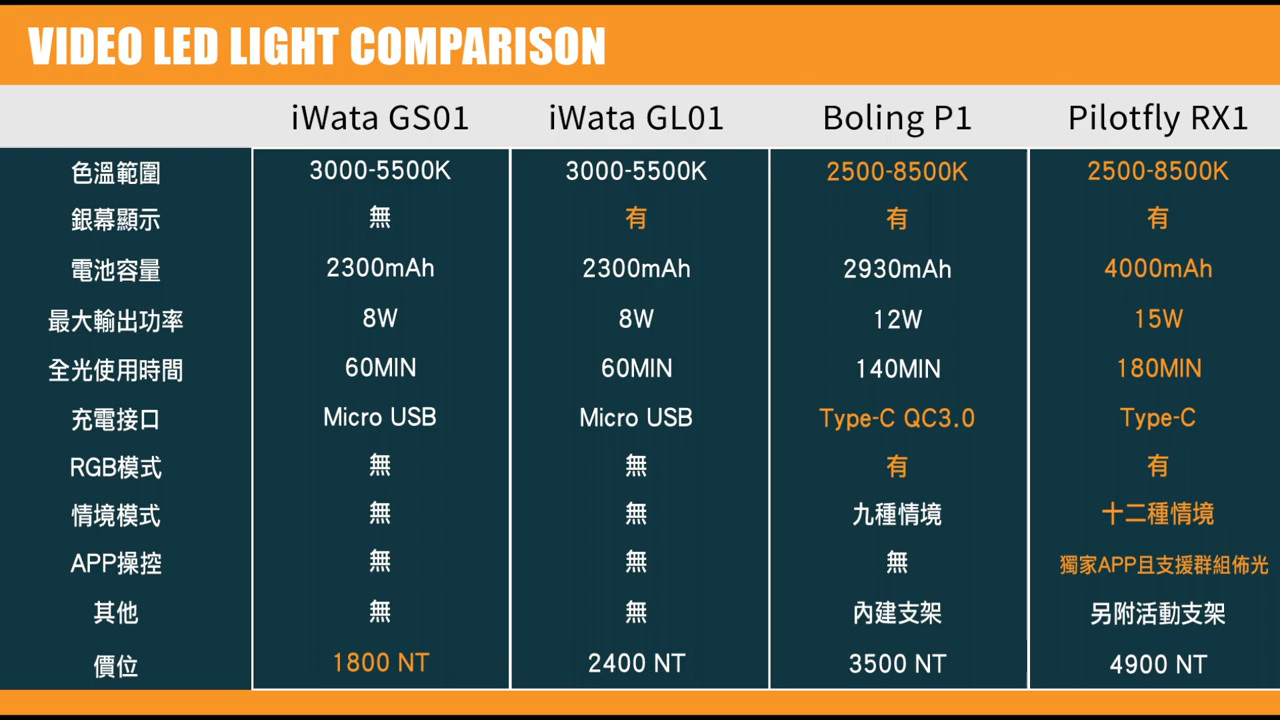 VIDEO LED LIGHT COMPARISON
iWata GS01 iWata GL01 Boling P1 Pilotfly RX1
色溫範圍 3000-5500K 3000-5500K 2500-8500K 2500-8500K
銀幕顯示 無 有 有 有
電池容量 2300mAh 2300mAh 2930mAh 4000mAh
最大輸出功率 8W 8W 12W 15W
全光使用時間 60MIN 60MIN 140MIN 180MIN
充電接口 Micro USB Micro USB Type-C QC3.0 Type-C
RGB模式 無 無 有 有
情境模式 無 無 九種情境 十二種情境
APP操控 無 無 無 獨家APP且支援群組佈光
其他 無 無 內建支架 另附活動支架
價位 1800 NT 2400 NT 3500 NT 4900 NT